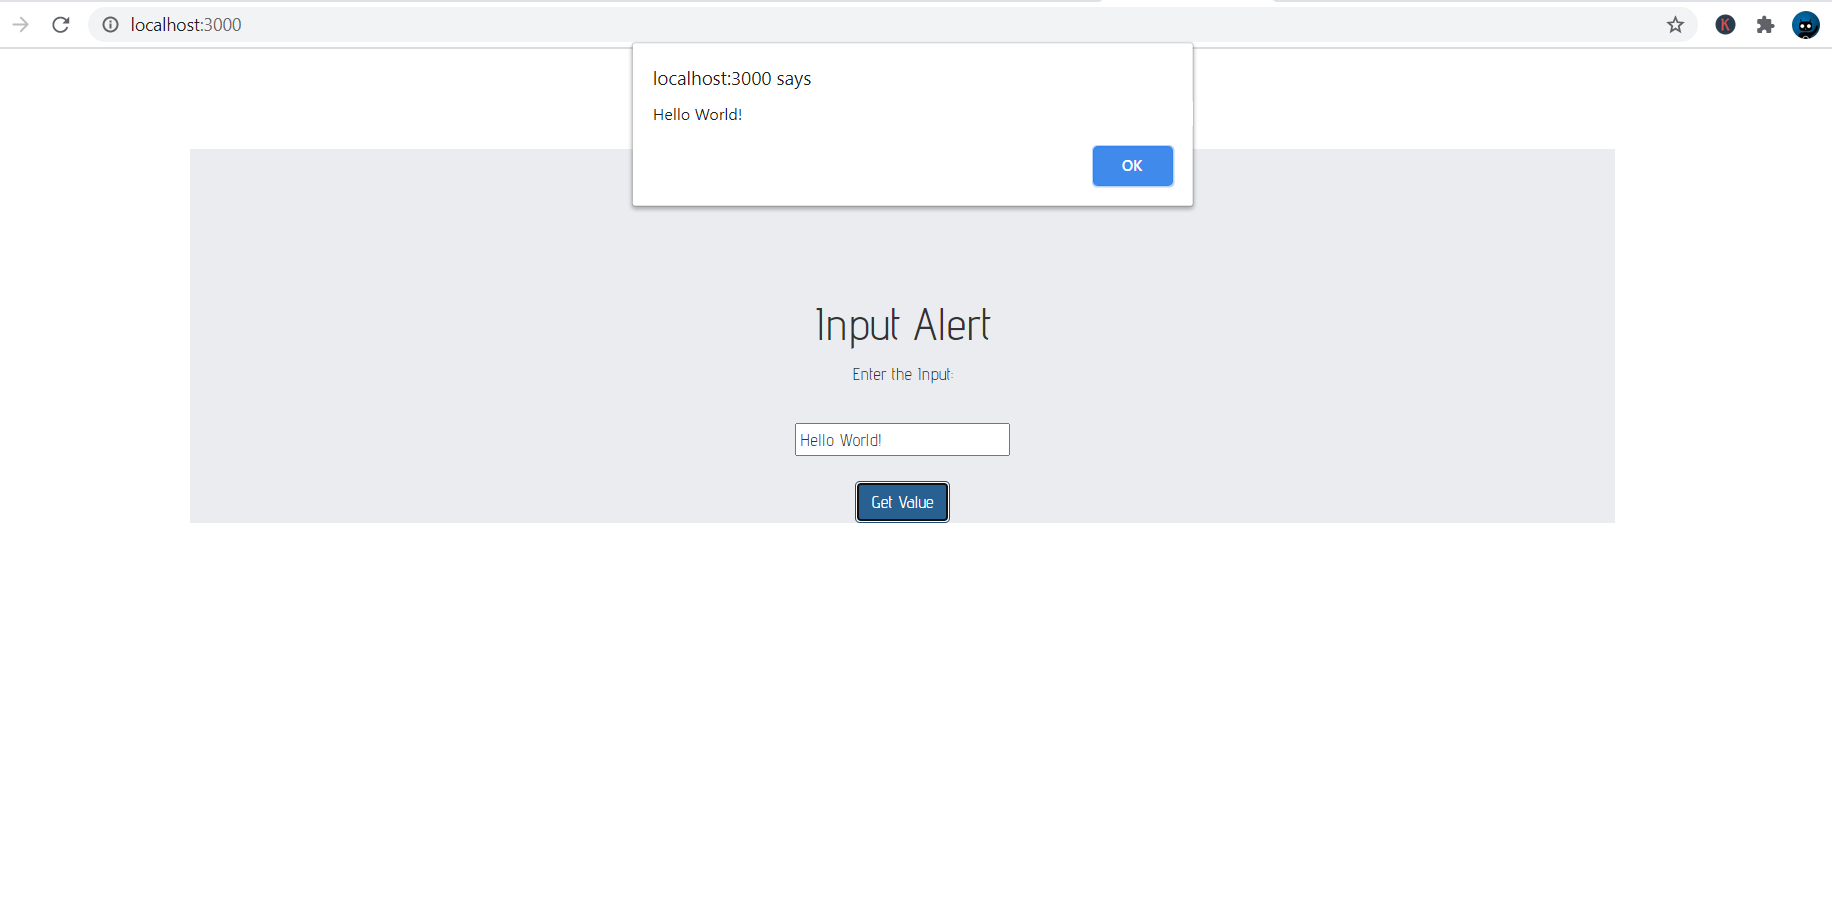 localhost:3000
K
localhost:3000 says
Hello World!
OK
Input Alert
Enter the Input:
Hello World!
Get Value